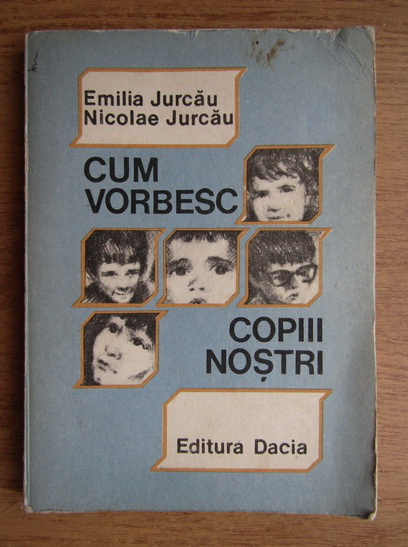 Emilia Jurcău
Nicolae Jurcău
CUM
VORBESC
COPIII
NOȘTRI
Editura Dacia